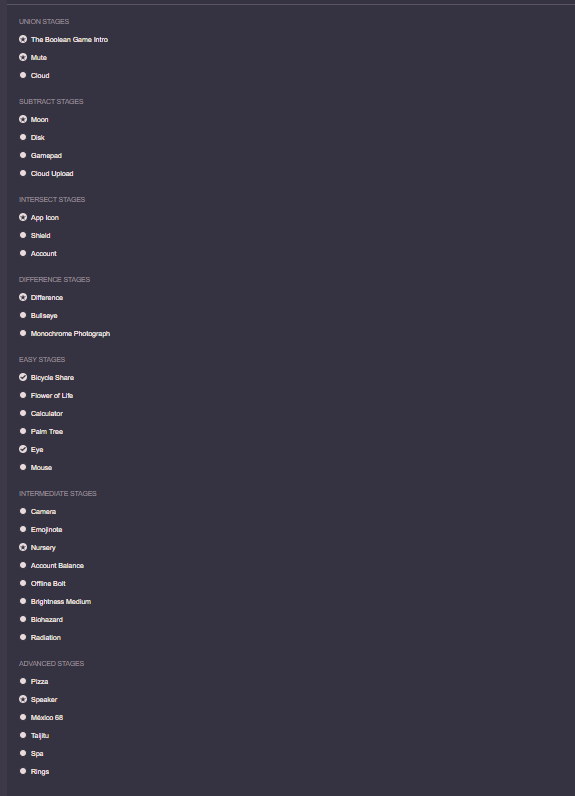 UNION STAGES
The Boolean Game Intro
Mute
Cloud
SUBTRACT STAGES
Moon
Disk
Gamepad
Cloud Upload
INTERSECT STAGES
App Icon
Shield
Account
DIFFERENCE STAGES
Difference
Bullseye
Monochrome Photograph
EASY STAGES
Bicycle Share
Flower of Life
Calculator
Palm Tree
Eye
Mouse
INTERMEDIATE STAGES
Camera
Emojinote
Nursery
Account Balance
Offline Bolt
Brightness Medium
Biohazard
Radiation
ADVANCED STAGES
Pizza
Speaker
México 68
Taijitu
Spa
Rings